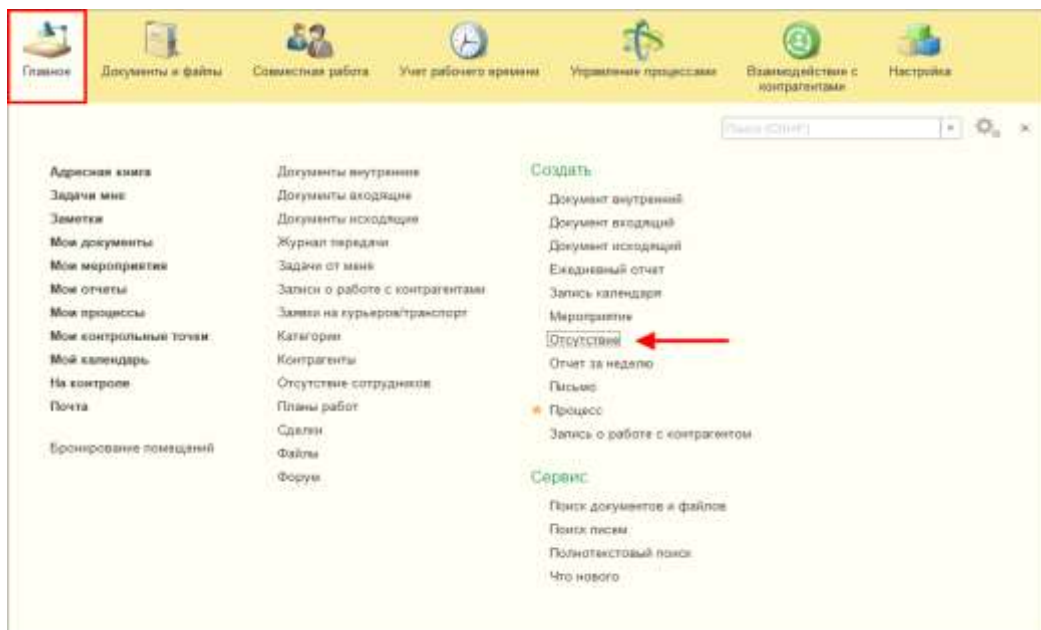 Главное
Документы и файлы
Совместная работа
Учет рабочего времени
Управление процессами
Взаимодействие с
контрагентами
Настройка
Поиск (Ctrl+F)
Адресная книга
Задачи мне
Заметки
Мои документы
Мои мероприятия
Мои отчеты
Мои процессы
Мои контрольные точки
Мой календарь
На контроле
Почта
Бронирование помещений
Документы внутренние
Документы входящие
Документы исходящие
Журнал передачи
Задачи от меня
Записи о работе с контрагентами
Заявки на курьеров/транспорт
Категории
Контрагенты
Отсутствие сотрудников
Планы работ
Сделки
Файлы
Форум
Создать
Документ внутренний
Документ входящий
Документ исходящий
Ежедневный отчет
Запись календаря
Мероприятие
Отсутствие
Отчет за неделю
Письмо
Процесс
Запись о работе с контрагентом
Сервис
Поиск документов и файлов
Поиск писем
Полнотекстовый поиск
Что нового